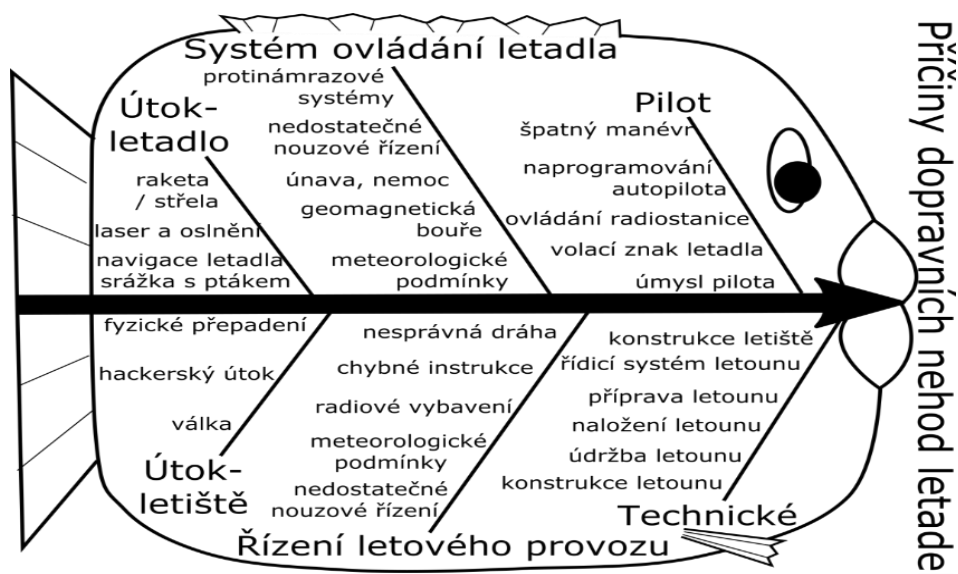 Systém ovládání letadla
protinámrazové
systémy
nedostatečné
nouzové řízení
únava, nemoc
geomagnetická
bouře
meteorologické
podmínky
Útok-
letadlo
raketa
/ střela
laser a oslnění
navigace letadla
srážka s ptákem
Pilot
špatný manévr
naprogramování
autopilota
ovládání radiostanice
volací znak letadla
úmysl pilota
fyzické přepadení
hackerský útok
válka
Útok-
letiště
nesprávná dráha
chybné instrukce
radiové vybavení
meteorologické
podmínky
nedostatečné
nouzové řízení
Řízení letového provozu
konstrukce letiště
řídicí systém letounu
příprava letounu
naložení letounu
údržba letounu
konstrukce letounu
Technické
Příčiny dopravních nehod letade